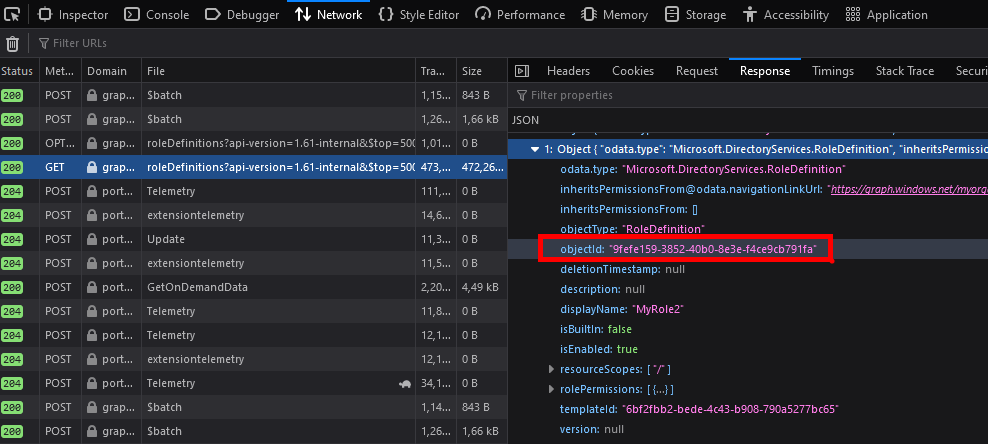 Inspector Console Debugger Network Style Editor Performance Memory Storage Accessibility Application
Filter URLs
Status Met... Domain File Tra... Size
200 POST grap... $batch 1,15... 843 B
200 POST grap... $batch 1,26... 1,66 kB
200 OPT... grap... roleDefinitions?api-version=1.61-internal&$top=500 1,01... 0 B
200 GET grap... roleDefinitions?api-version=1.61-internal&$top=500 473,... 472,26...
204 POST port... Telemetry 111,... 0 B
204 POST port... extensiontelemetry 14,6... 0 B
204 POST port... Update 11,3... 0 B
204 POST port... extensiontelemetry 11,5... 0 B
200 POST port... GetOnDemandData 2,20... 4,49 kB
204 POST port... Telemetry 11,8... 0 B
204 POST port... Telemetry 12,1... 0 B
204 POST port... extensiontelemetry 12,1... 0 B
204 POST port... Telemetry 34,1... 0 B
200 POST grap... $batch 1,14... 843 B
200 POST grap... $batch 1,26... 1,66 kB
Headers Cookies Request Response Timings Stack Trace Securi
Filter properties
JSON
1: Object { "odata.type": "Microsoft.DirectoryServices.RoleDefinition", "inheritsPermissio
odata.type: "Microsoft.DirectoryServices.RoleDefinition"
inheritsPermissionsFrom@odata.navigationLinkUrl: "https://graph.windows.net/myorga
inheritsPermissionsFrom: []
objectType: "RoleDefinition"
objectId: "9fefe159-3852-40b0-8e3e-f4ce9cb791fa"
deletionTimestamp: null
description: null
displayName: "MyRole2"
isBuiltIn: false
isEnabled: true
resourceScopes: [ "/" ]
rolePermissions: [ {…} ]
templateId: "6bf2fbb2-bede-4c43-b908-790a5277bc65"
version: null